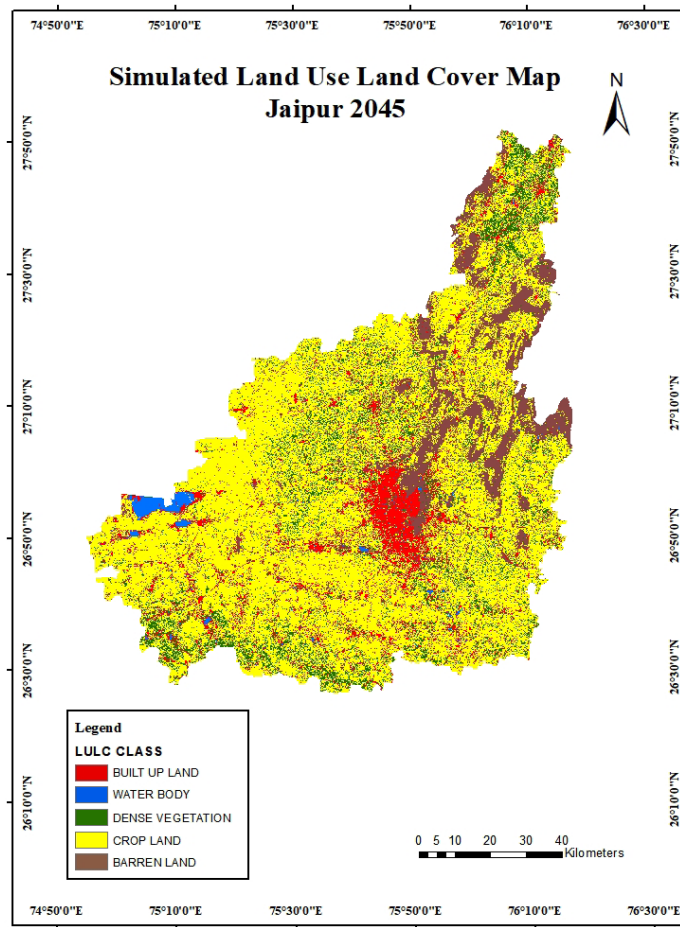 74°50'0"E 75°10'0"E 75°30'0"E 75°50'0"E 76°10'0"E 76°30'0"E
Simulated Land Use Land Cover Map
Jaipur 2045
N
27°50'0"N 27°50'0"N
27°30'0"N 27°30'0"N
27°10'0"N 27°10'0"N
26°50'0"N 26°50'0"N
26°30'0"N 26°30'0"N
26°10'0"N 26°10'0"N
Legend
LULC CLASS
BUILT UP LAND
WATER BODY
DENSE VEGETATION
CROP LAND
BARREN LAND
0 5 10 20 30 40
Kilometers
74°50'0"E 75°10'0"E 75°30'0"E 75°50'0"E 76°10'0"E 76°30'0"E